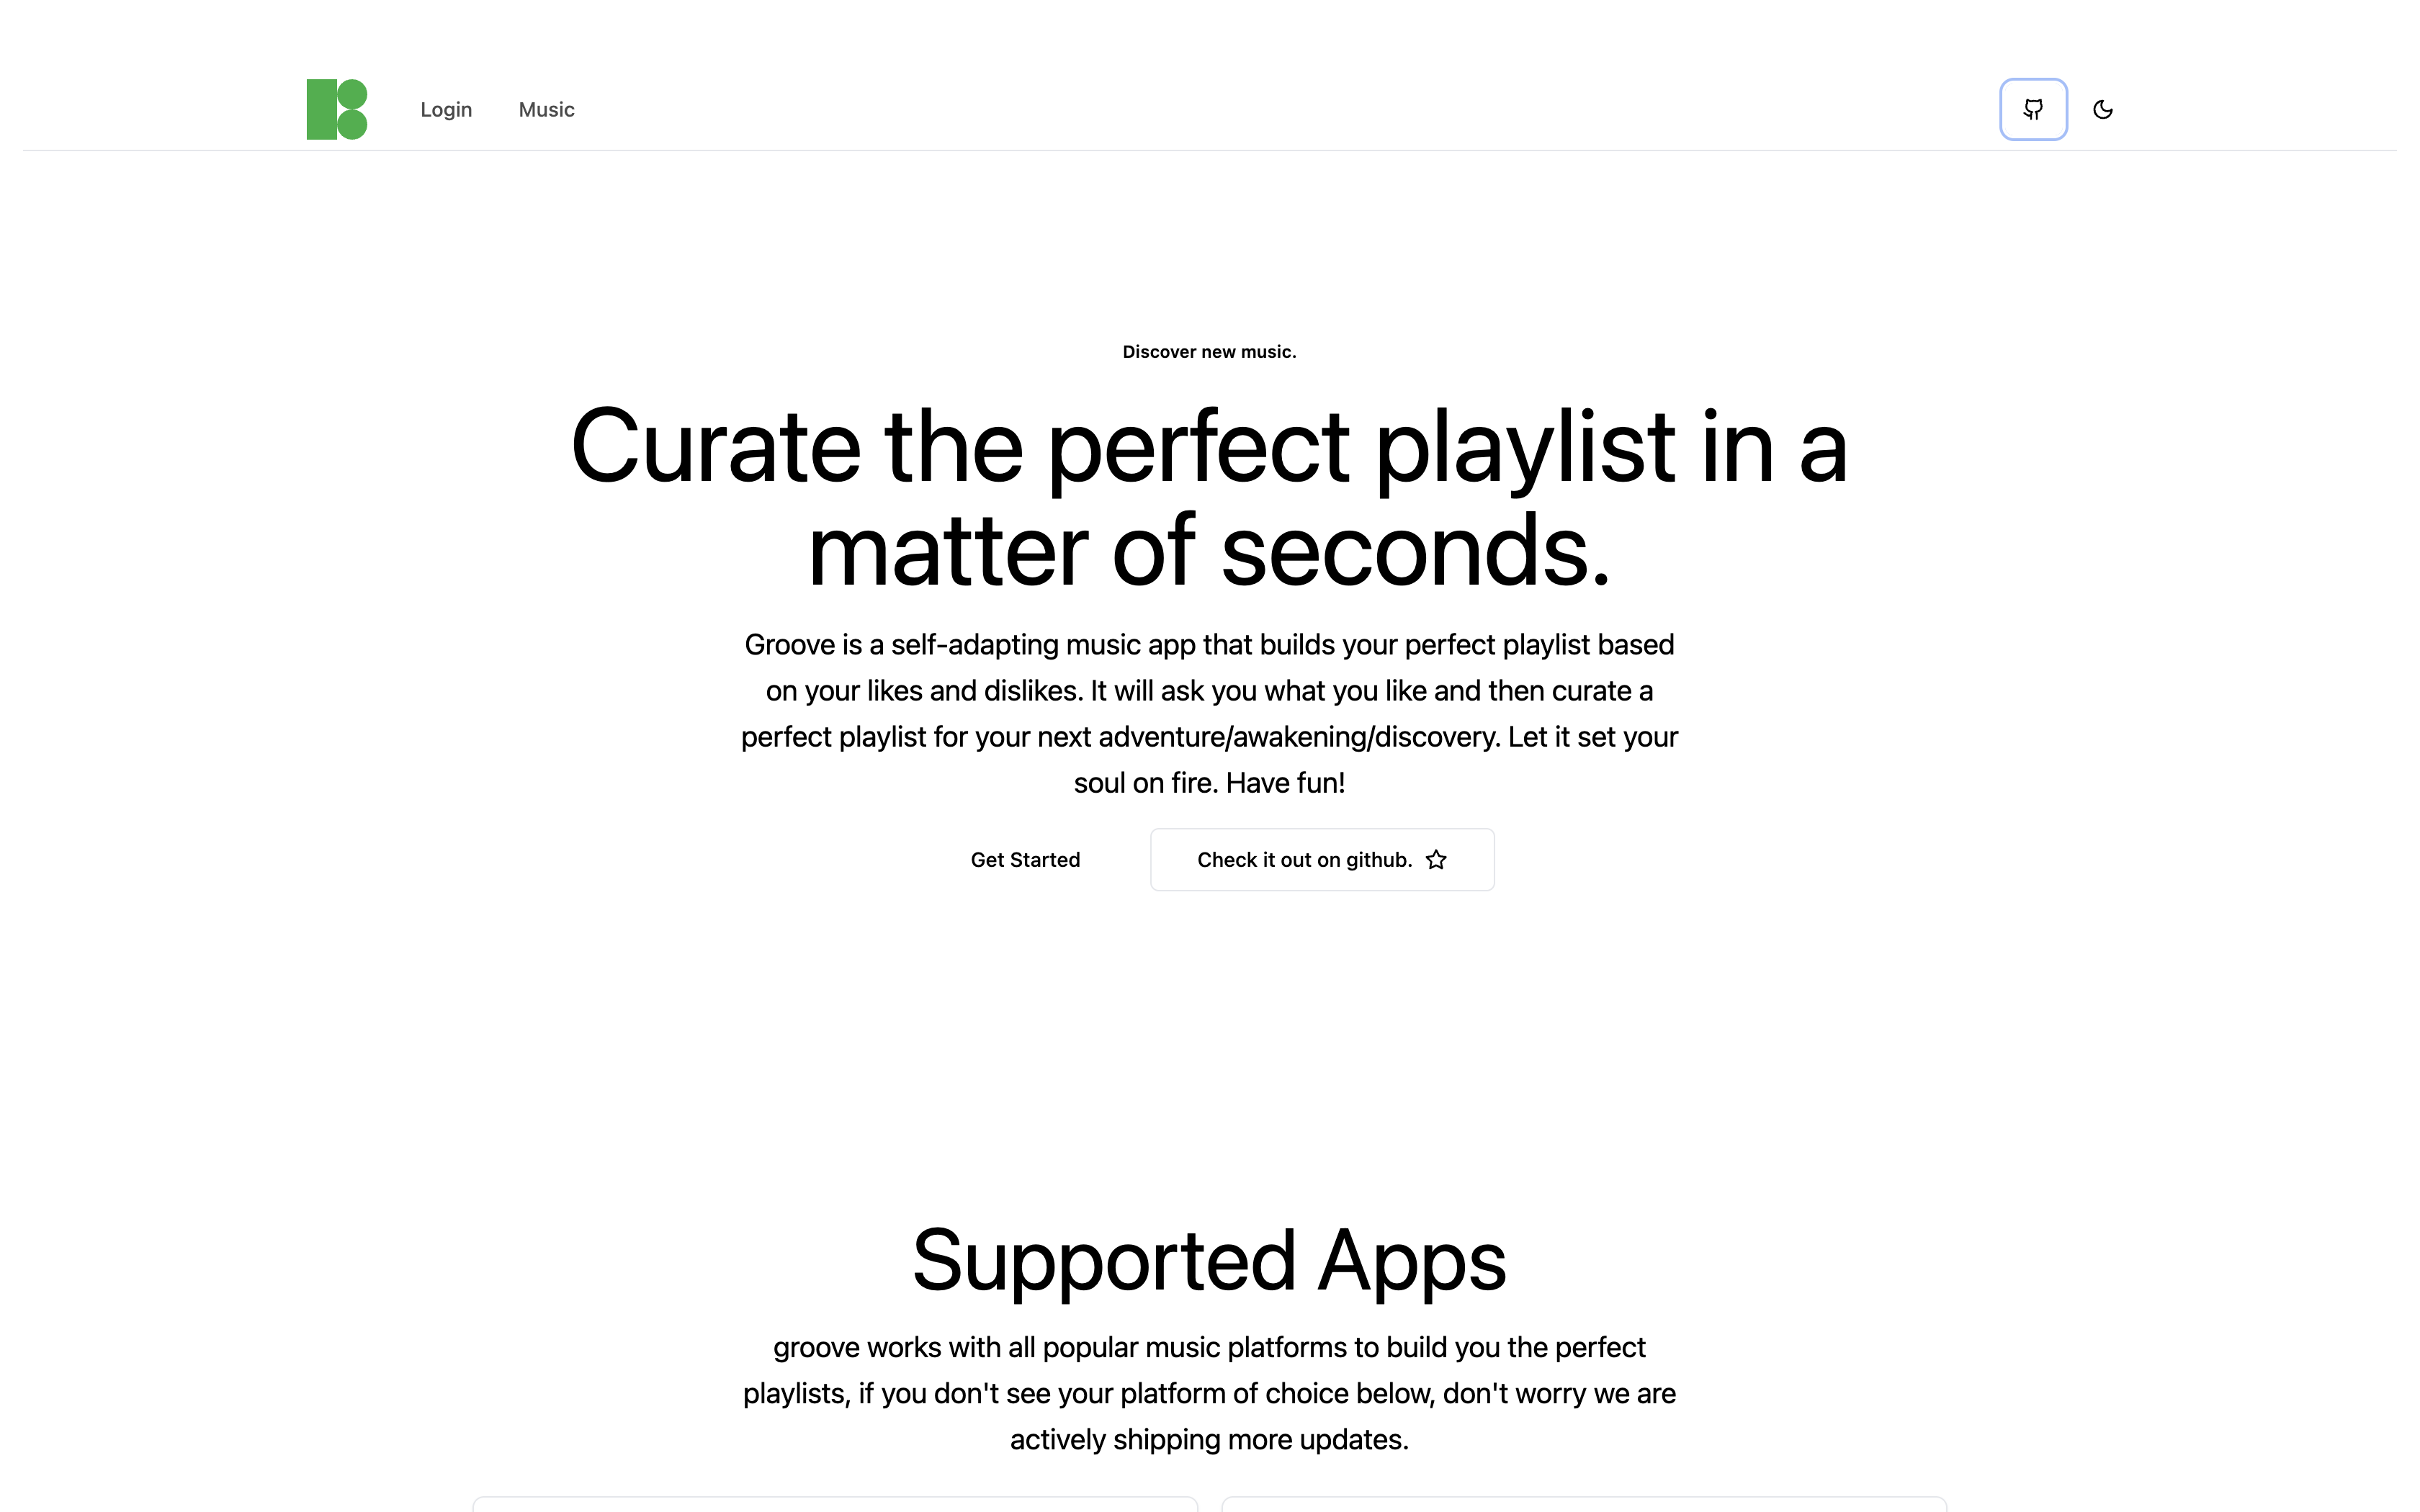 Login
Music
Discover new music.
Curate the perfect playlist in a
matter of seconds.
Groove is a self-adapting music app that builds your perfect playlist based
on your likes and dislikes. It will ask you what you like and then curate a
perfect playlist for your next adventure/awakening/discovery. Let it set your
soul on fire. Have fun!
Get Started
Check it out on github.
Supported Apps
groove works with all popular music platforms to build you the perfect
playlists, if you don't see your platform of choice below, don't worry we are
actively shipping more updates.